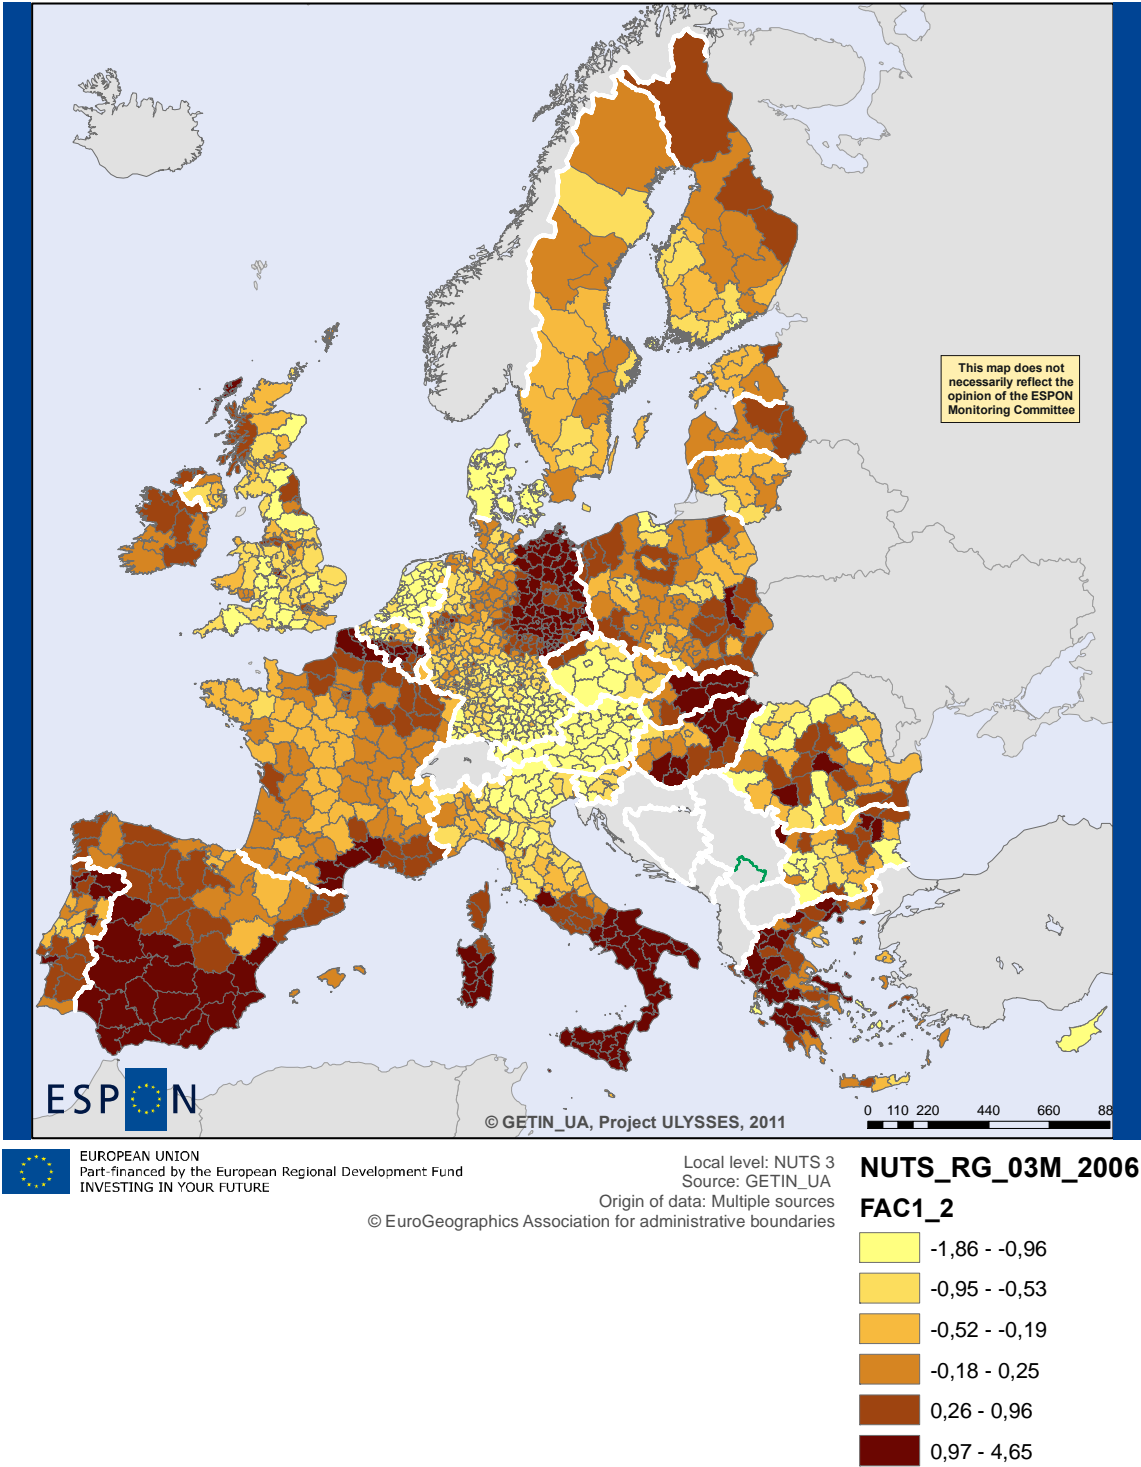 This map does not
necessarily reflect the
opinion of the ESPON
Monitoring Committee
ESPON
© GETIN_UA, Project ULYSSES, 2011
0 110 220 440 660 88
EUROPEAN UNION
Part-financed by the European Regional Development Fund
INVESTING IN YOUR FUTURE
Local level: NUTS 3
Source: GETIN_UA
Origin of data: Multiple sources
© EuroGeographics Association for administrative boundaries
NUTS_RG_03M_2006
FAC1_2
-1,86 - -0,96
-0,95 - -0,53
-0,52 - -0,19
-0,18 - 0,25
0,26 - 0,96
0,97 - 4,65